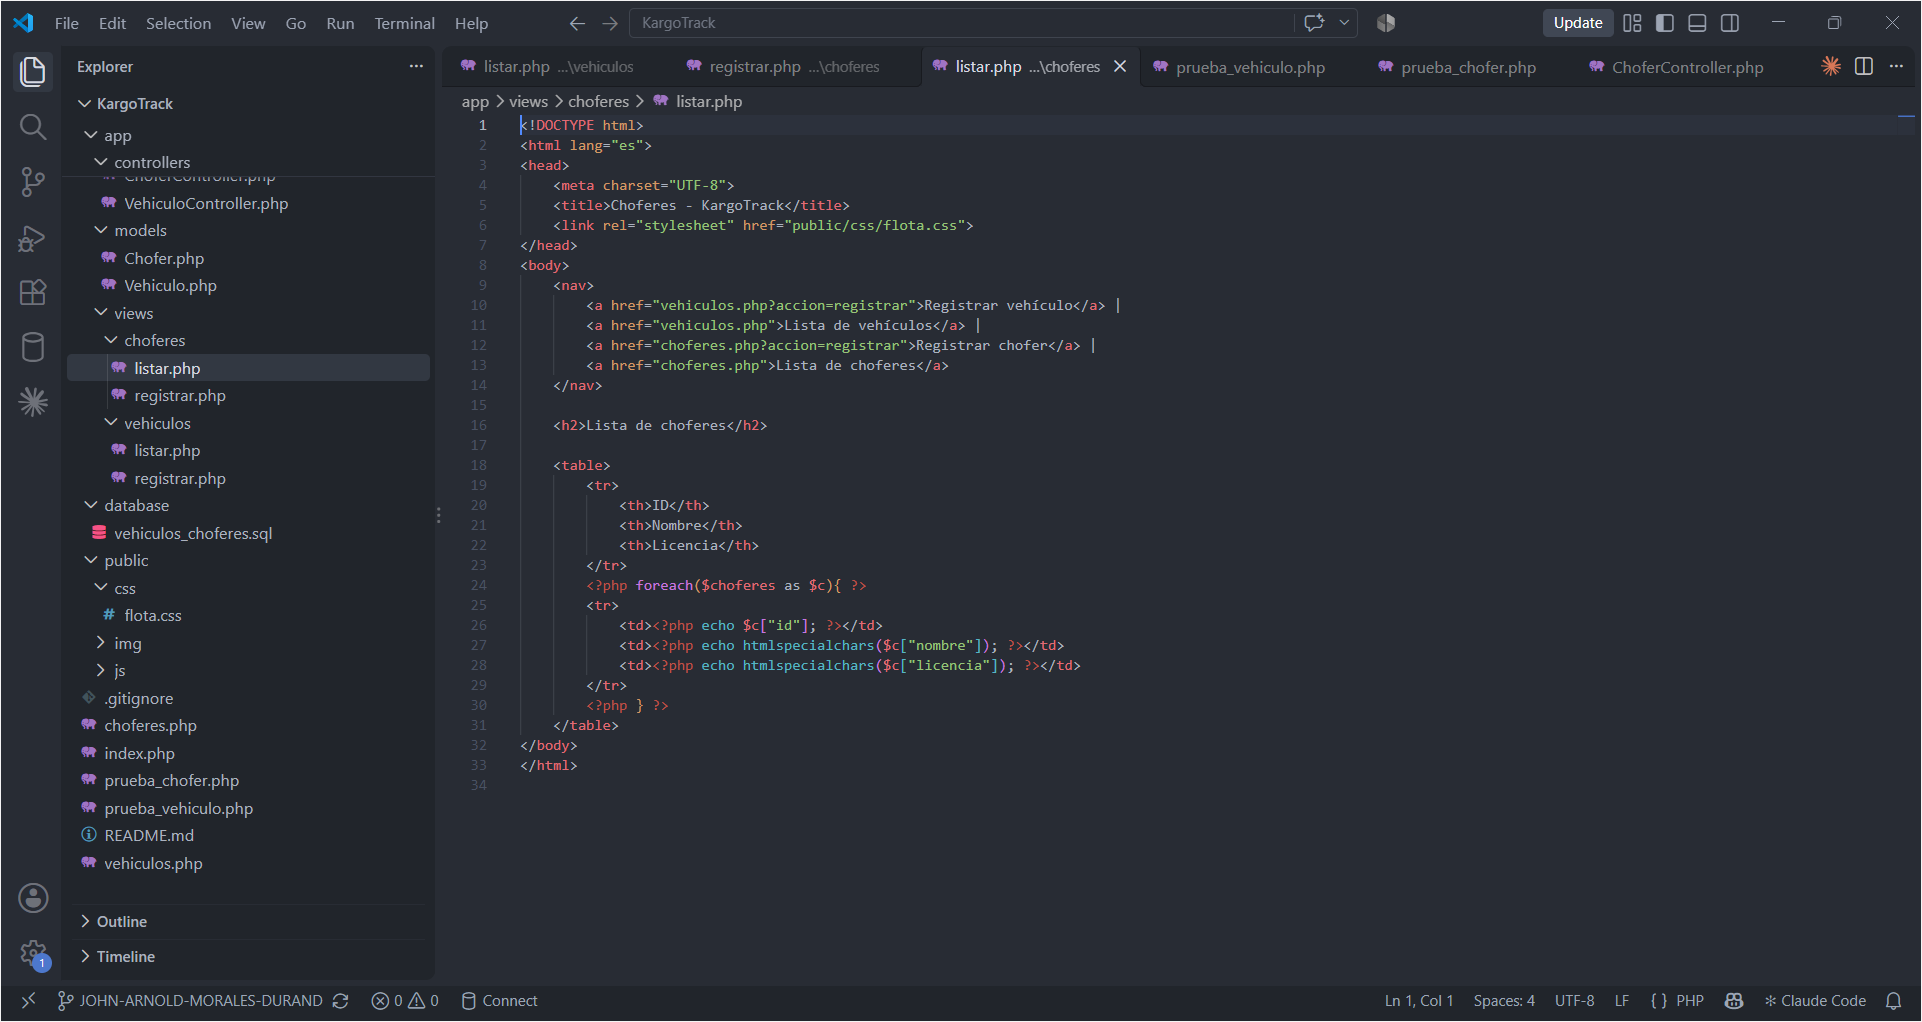 File Edit Selection View Go Run Terminal Help
KargoTrack
Update
Explorer
KargoTrack
app
controllers
ChoferController.php
VehiculoController.php
models
Chofer.php
Vehiculo.php
views
choferes
listar.php
registrar.php
vehiculos
listar.php
registrar.php
database
vehiculos_choferes.sql
public
css
flota.css
img
js
.gitignore
choferes.php
index.php
prueba_chofer.php
prueba_vehiculo.php
README.md
vehiculos.php
Outline
Timeline
1
listar.php ...\vehiculos registrar.php ...\choferes listar.php ...\choferes prueba_vehiculo.php prueba_chofer.php ChoferController.php
app > views > choferes > listar.php
1 <!DOCTYPE html>
2 <html lang="es">
3 <head>
4 <meta charset="UTF-8">
5 <title>Choferes - KargoTrack</title>
6 <link rel="stylesheet" href="public/css/flota.css">
7 </head>
8 <body>
9 <nav>
10 <a href="vehiculos.php?accion=registrar">Registrar vehículo</a> |
11 <a href="vehiculos.php">Lista de vehículos</a> |
12 <a href="choferes.php?accion=registrar">Registrar chofer</a> |
13 <a href="choferes.php">Lista de choferes</a>
14 </nav>
15
16 <h2>Lista de choferes</h2>
17
18 <table>
19 <tr>
20 <th>ID</th>
21 <th>Nombre</th>
22 <th>Licencia</th>
23 </tr>
24 <?php foreach($choferes as $c){ ?>
25 <tr>
26 <td><?php echo $c["id"]; ?></td>
27 <td><?php echo htmlspecialchars($c["nombre"]); ?></td>
28 <td><?php echo htmlspecialchars($c["licencia"]); ?></td>
29 </tr>
30 <?php } ?>
31 </table>
32 </body>
33 </html>
34
JOHN-ARNOLD-MORALES-DURAND 0 0 Connect Ln 1, Col 1 Spaces: 4 UTF-8 LF { } PHP Claude Code